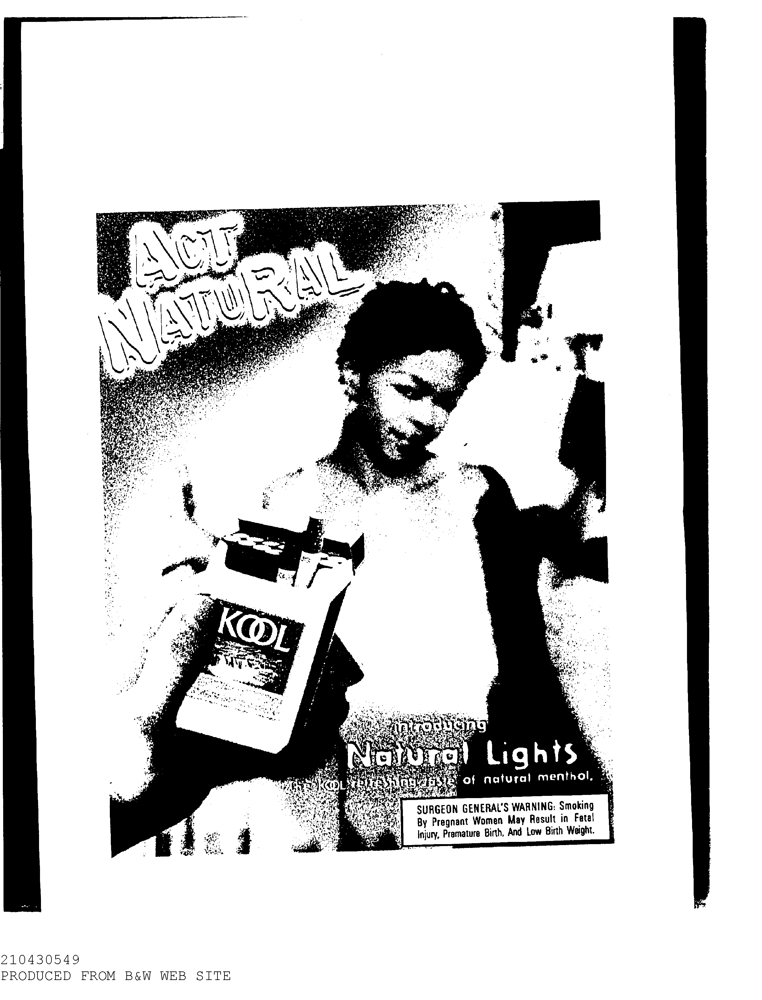 ACT
NATURAL
KOOL
introducing
Natural Lights
the KOOL refreshing taste of natural menthol.
SURGEON GENERAL'S WARNING: Smoking
By Pregnant Women May Result in Fetal
Injury, Premature Birth, And Low Birth Weight.
210430549
PRODUCED FROM B&W WEB SITE